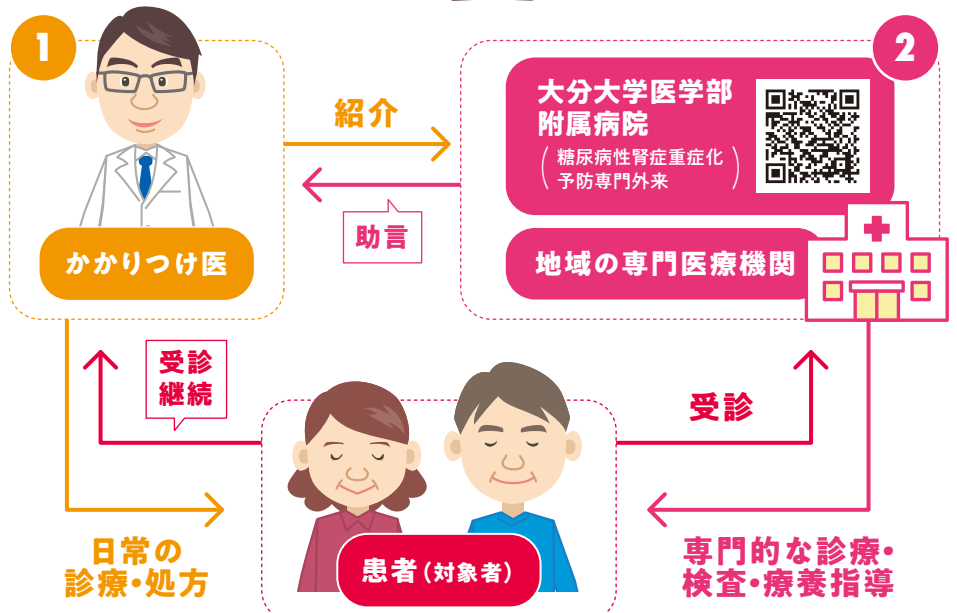 1
かかりつけ医
紹介
助言
2
大分大学医学部
附属病院
(糖尿病性腎症重症化
予防専門外来)
地域の専門医療機関
受診
継続
受診
日常の
診療・処方
患者(対象者)
専門的な診療・
検査・療養指導